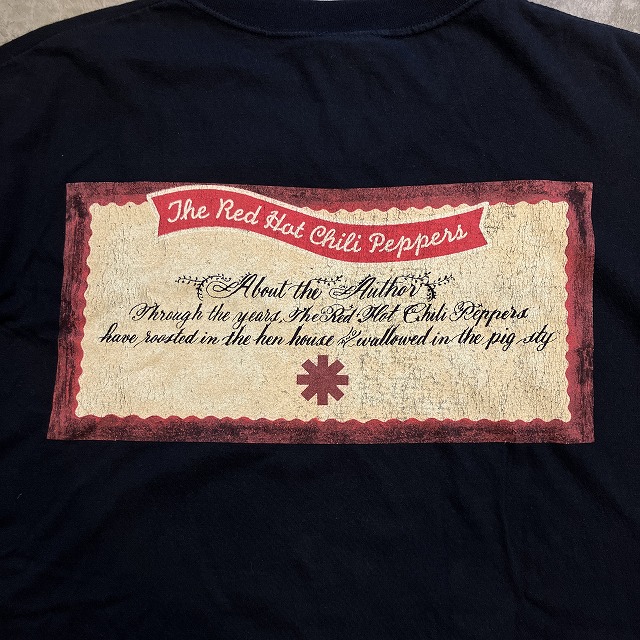 The Red Hot Chili Peppers
About the Author
Through the years, The Red Hot Chili Peppers
have roosted in the hen house & wallowed in the pig sty